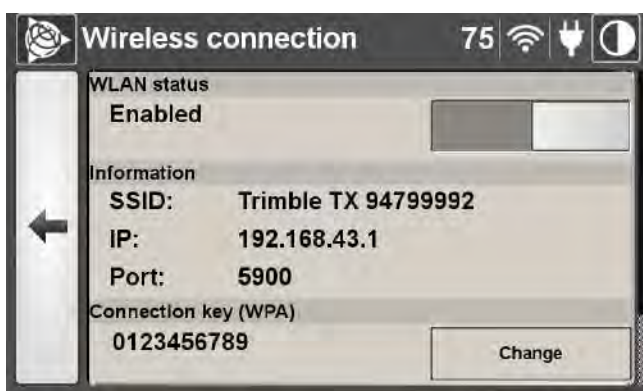 Wireless connection 75
WLAN status
Enabled
Information
SSID: Trimble TX 94799992
IP: 192.168.43.1
Port: 5900
Connection key (WPA)
0123456789 Change